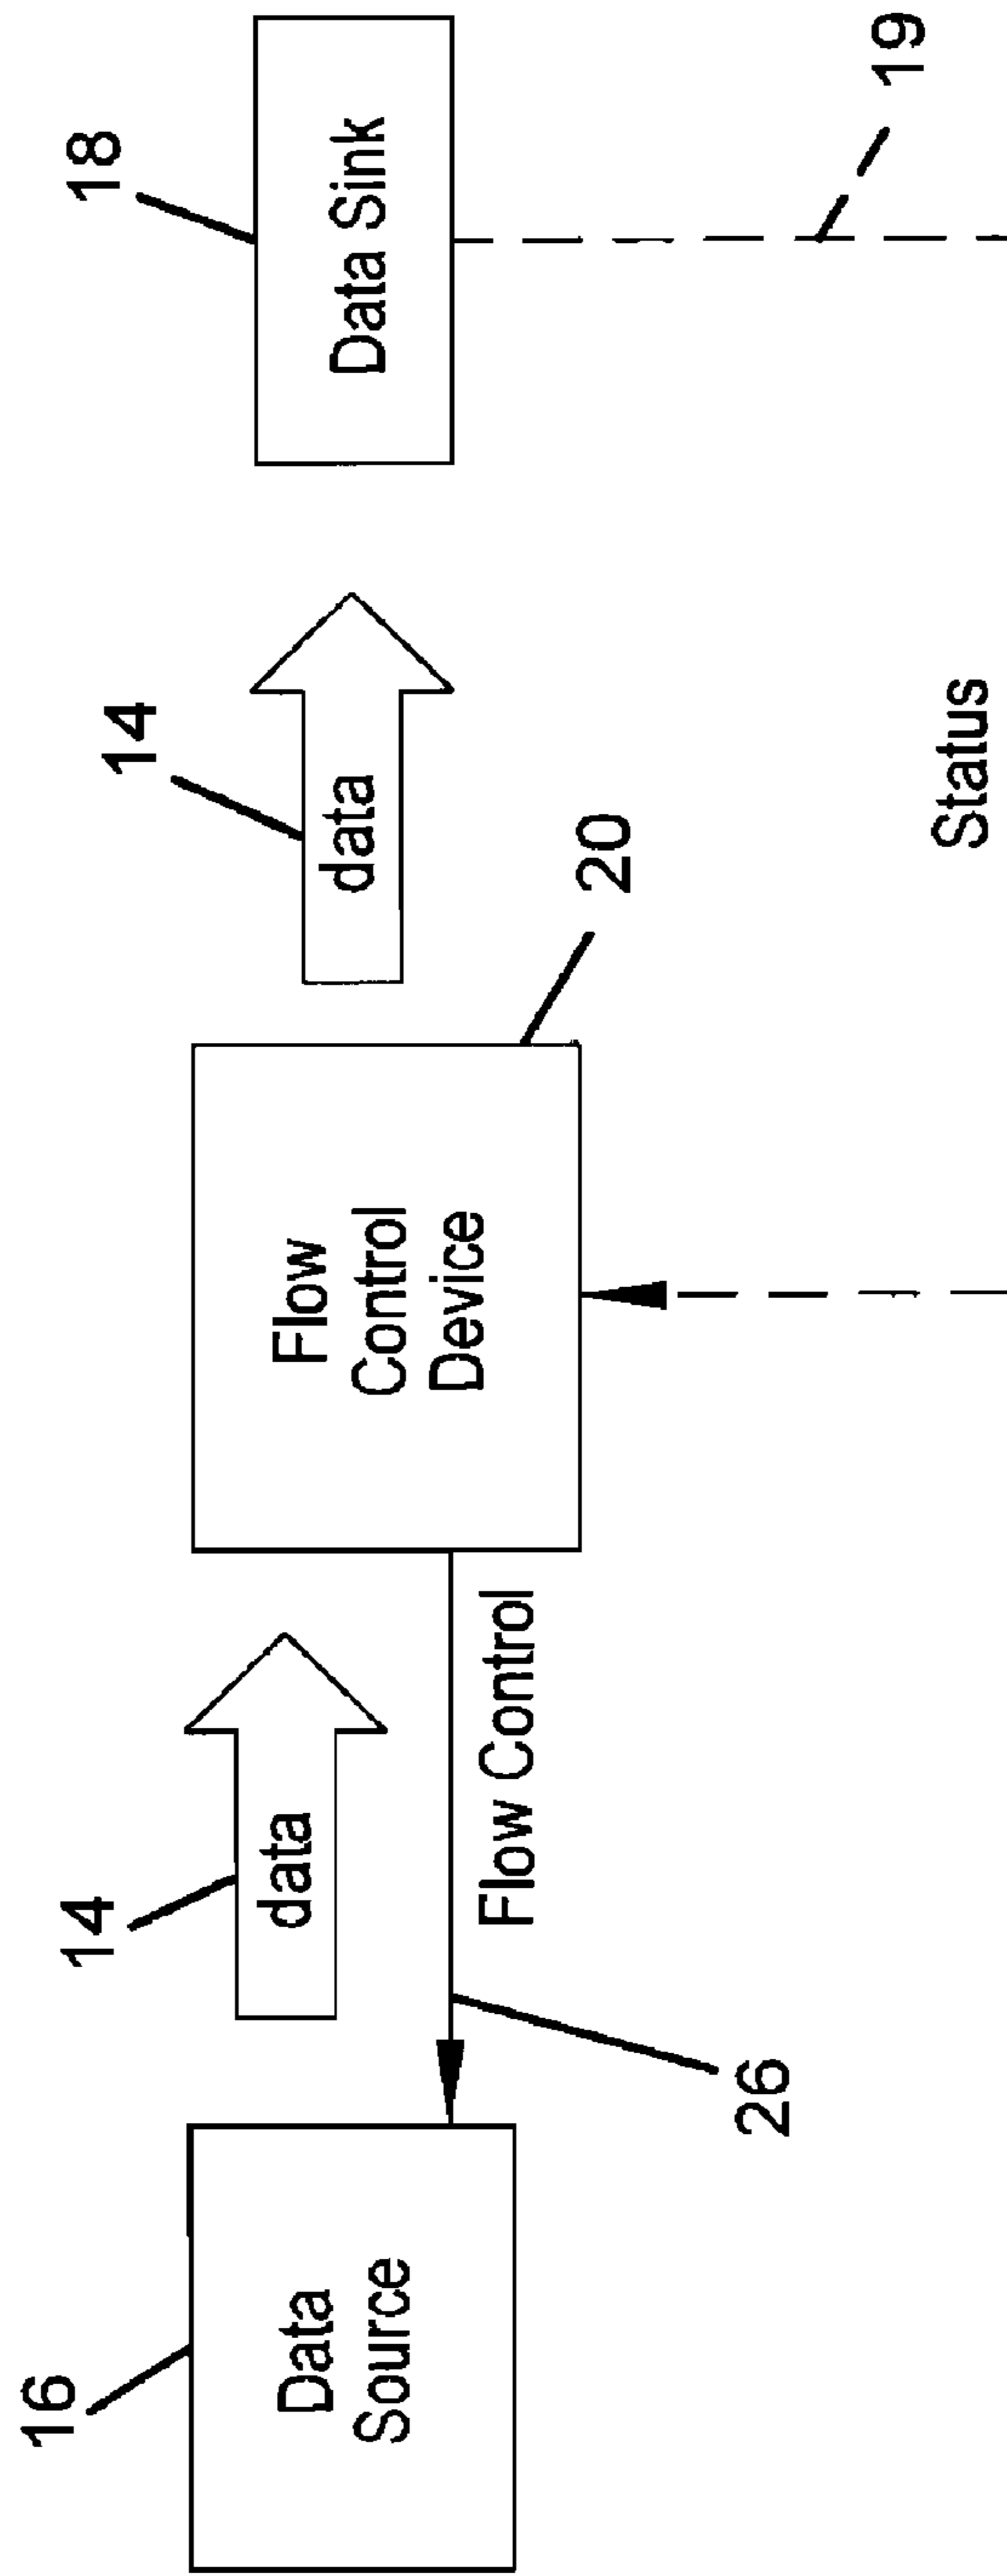 16
Data
Source
14
data
26
Flow Control
Flow
Control
Device
20
14
data
18
Data Sink
19
Status